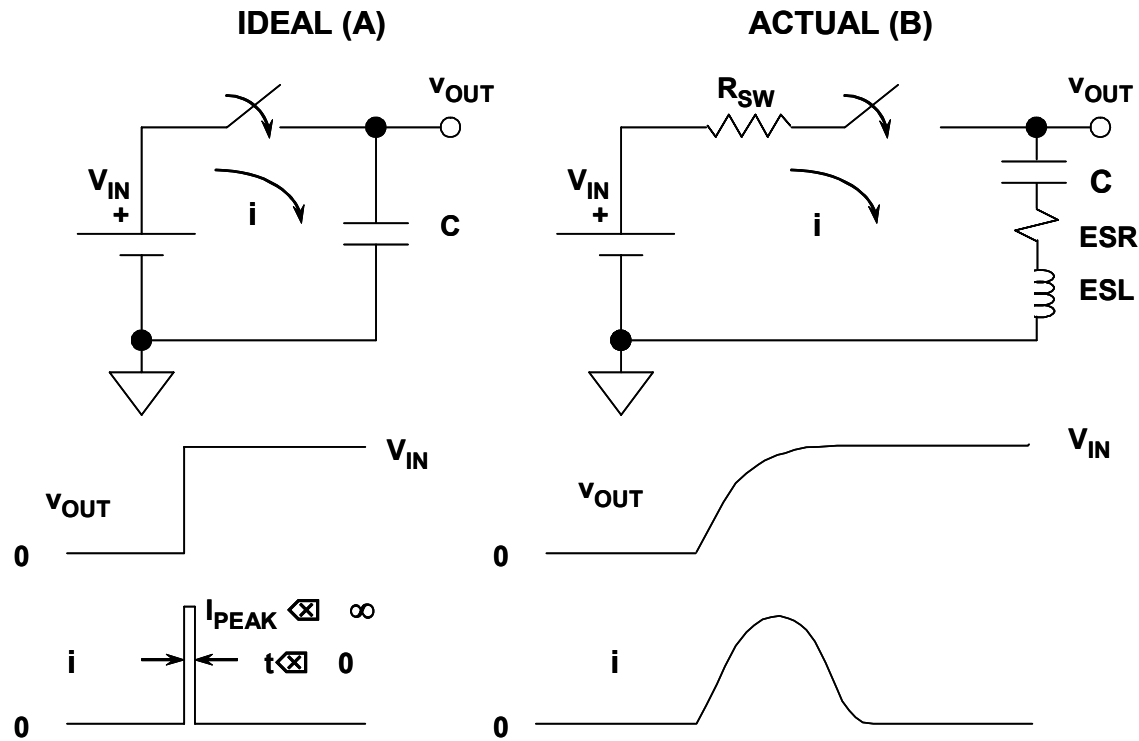 IDEAL (A)
ACTUAL (B)
vOUT
VIN
+
i
C
RSW
vOUT
VIN
+
i
C
ESR
ESL
VIN
vOUT
0
VIN
vOUT
0
IPEAK ⌫ ∞
i
t⌫ 0
0
i
0